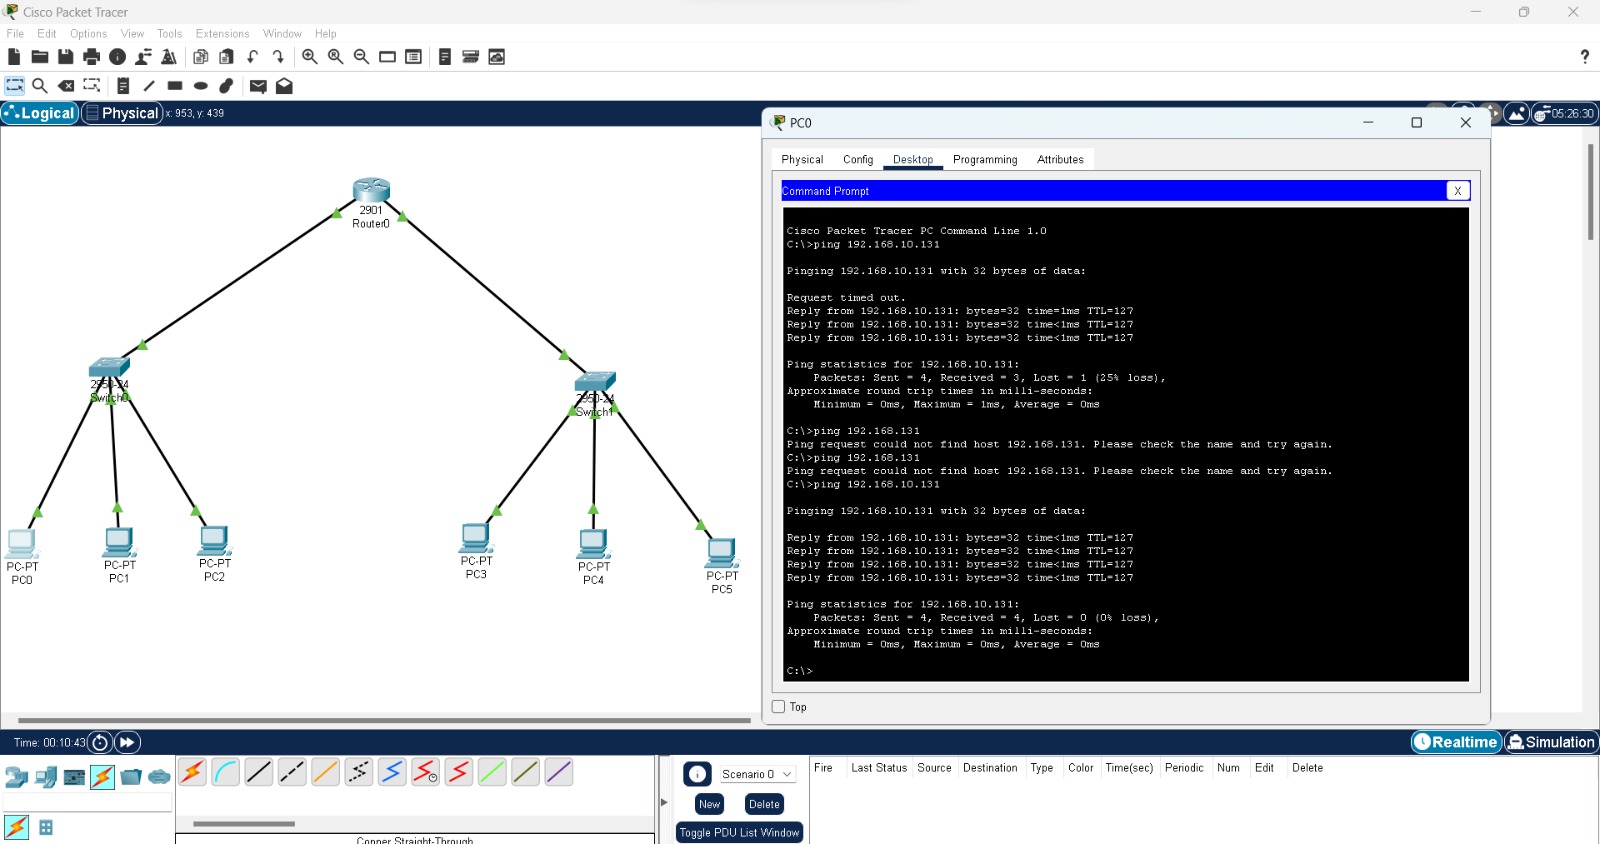 Cisco Packet Tracer
File Edit Options View Tools Extensions Window Help
?
Logical Physical x: 953, y: 439
05:26:30
2901
Router0
2950-24
Switch0
2950-24
Switch1
PC-PT
PC0
PC-PT
PC1
PC-PT
PC2
PC-PT
PC3
PC-PT
PC4
PC-PT
PC5
PC0
Physical Config Desktop Programming Attributes
Command Prompt
X
Cisco Packet Tracer PC Command Line 1.0
C:\>ping 192.168.10.131
Pinging 192.168.10.131 with 32 bytes of data:
Request timed out.
Reply from 192.168.10.131: bytes=32 time=1ms TTL=127
Reply from 192.168.10.131: bytes=32 time<1ms TTL=127
Reply from 192.168.10.131: bytes=32 time<1ms TTL=127
Ping statistics for 192.168.10.131:
Packets: Sent = 4, Received = 3, Lost = 1 (25% loss),
Approximate round trip times in milli-seconds:
Minimum = 0ms, Maximum = 1ms, Average = 0ms
C:\>ping 192.168.131
Ping request could not find host 192.168.131. Please check the name and try again.
C:\>ping 192.168.131
Ping request could not find host 192.168.131. Please check the name and try again.
C:\>ping 192.168.10.131
Pinging 192.168.10.131 with 32 bytes of data:
Reply from 192.168.10.131: bytes=32 time<1ms TTL=127
Reply from 192.168.10.131: bytes=32 time<1ms TTL=127
Reply from 192.168.10.131: bytes=32 time<1ms TTL=127
Reply from 192.168.10.131: bytes=32 time<1ms TTL=127
Ping statistics for 192.168.10.131:
Packets: Sent = 4, Received = 4, Lost = 0 (0% loss),
Approximate round trip times in milli-seconds:
Minimum = 0ms, Maximum = 0ms, Average = 0ms
C:\>
Top
Time: 00:10:43
Realtime Simulation
Scenario 0
New Delete
Toggle PDU List Window
Fire Last Status Source Destination Type Color Time(sec) Periodic Num Edit Delete
Copper Straight-Through